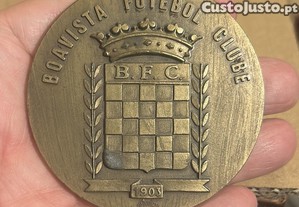 CustoJusto.pt
BOAVISTA FUTEBOL CLUBE
B.F.C
1903